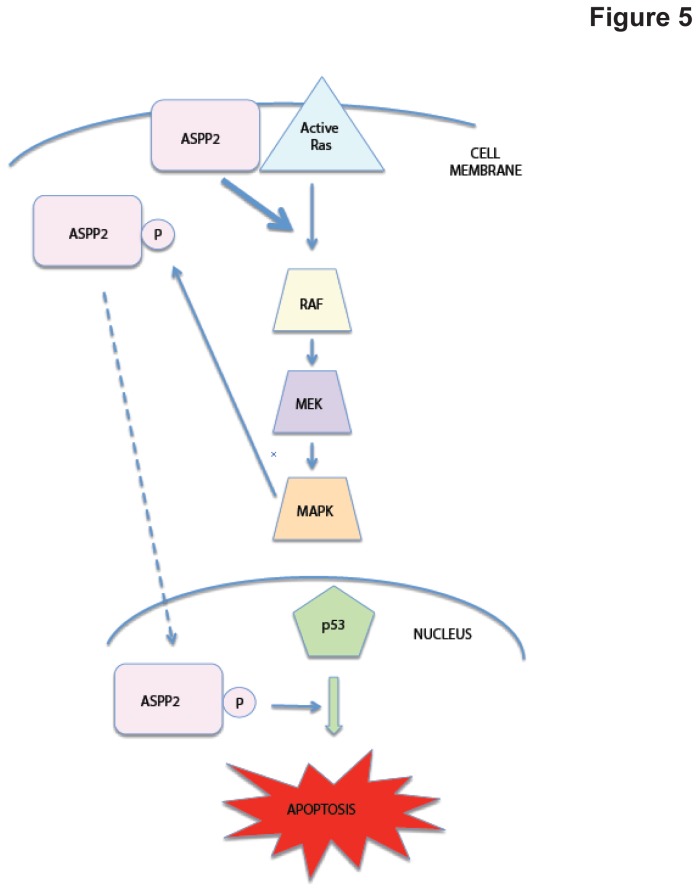 Figure 5
ASPP2
Active
Ras
CELL
MEMBRANE
ASPP2
P
RAF
MEK
x
MAPK
p53
NUCLEUS
ASPP2
P
APOPTOSIS